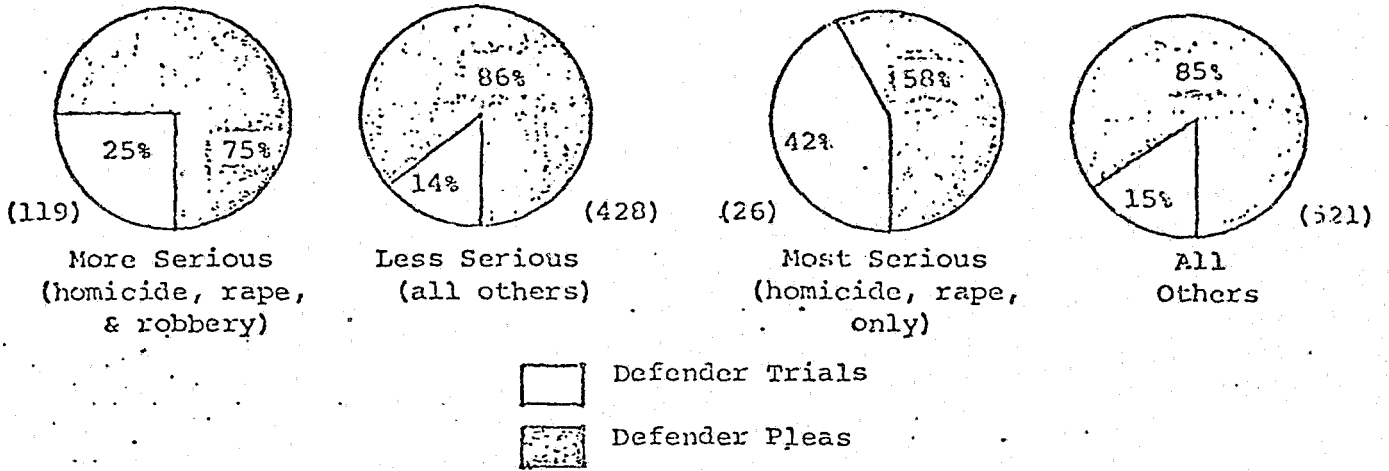 86%
85%
58%
25%
75%
42%
14%
15%
(119)
(428)
(26)
(521)
More Serious
(homicide, rape,
& robbery)
Less Serious
(all others)
Most Serious
(homicide, rape,
only)
All
Others
Defender Trials
Defender Pleas